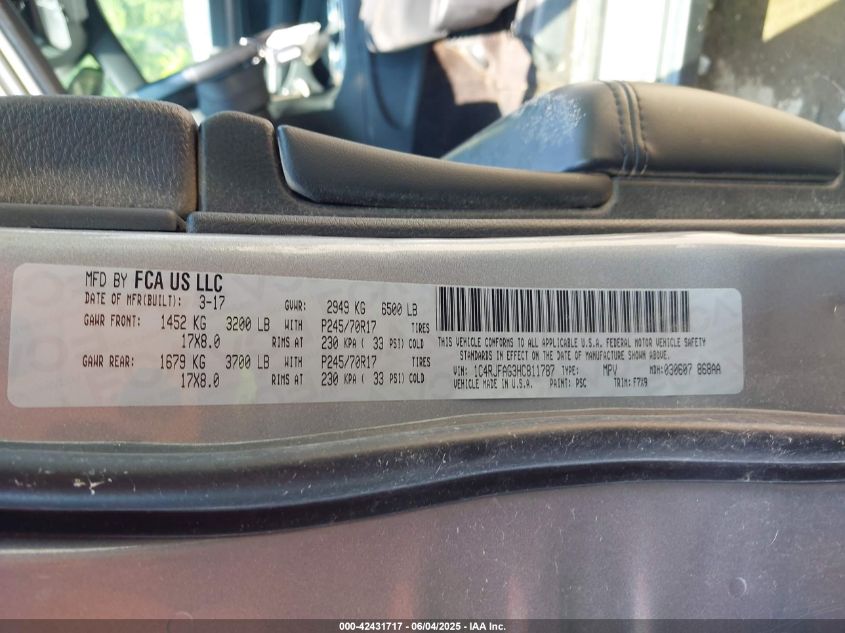 MFD BY FCA US LLC
DATE OF MFR(BUILT): 3-17 GVWR: 2949 KG 6500 LB
GAWR FRONT: 1452 KG 3200 LB WITH P245/70R17 TIRES
17X8.0 RIMS AT 230 KPA ( 33 PSI) COLD
GAWR REAR: 1679 KG 3700 LB WITH P245/70R17 TIRES
17X8.0 RIMS AT 230 KPA ( 33 PSI) COLD
THIS VEHICLE CONFORMS TO ALL APPLICABLE U.S.A. FEDERAL MOTOR VEHICLE SAFETY
STANDARDS IN EFFECT ON THE DATE OF MANUFACTURE SHOWN ABOVE.
VIN: 1C4RJFAG3HC811787 TYPE: MPV MDH:030607 868AA
VEHICLE MADE IN U.S.A. PAINT: PSC TRIM: F7X9
000-42431717 | 06/04/2025 - IAA Inc.